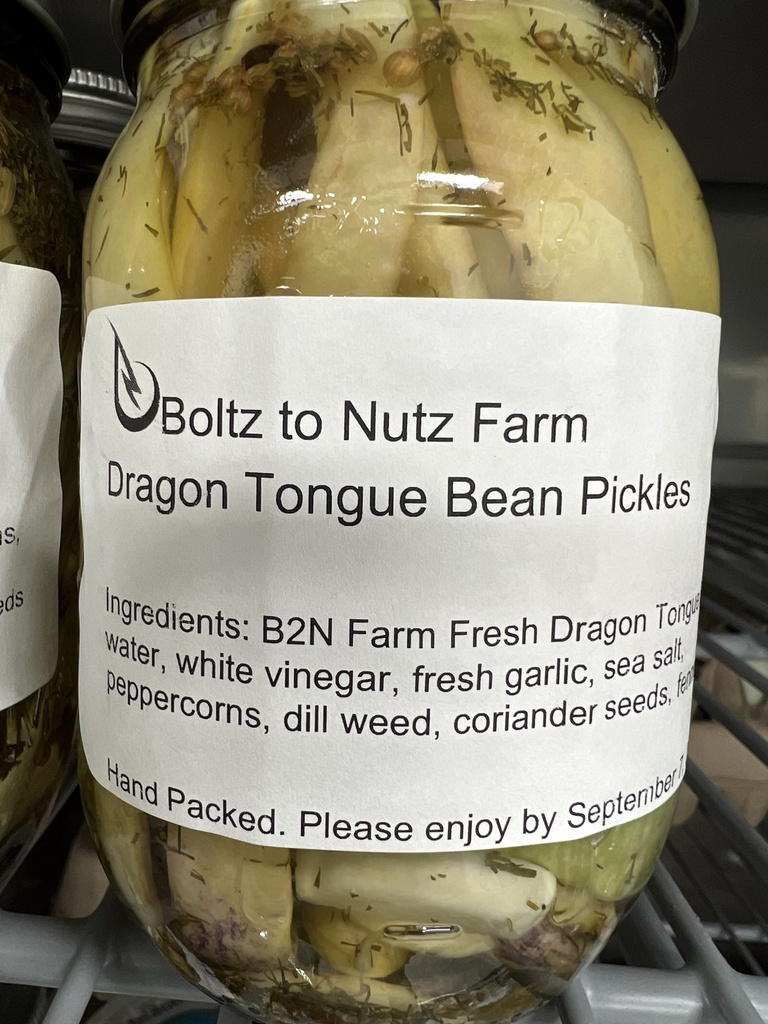 Boltz to Nutz Farm
Dragon Tongue Bean Pickles
Ingredients: B2N Farm Fresh Dragon Tongue
water, white vinegar, fresh garlic, sea salt,
peppercorns, dill weed, coriander seeds,
Hand Packed. Please enjoy by September